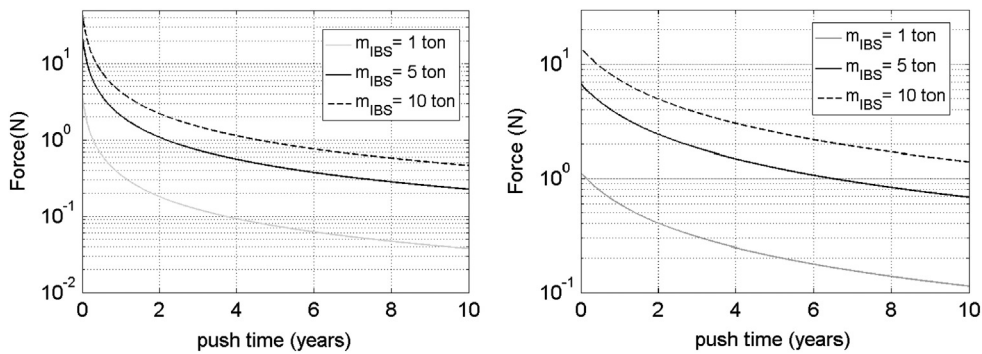 Force(N)
10^1
10^0
10^-1
10^-2
m_IBS= 1 ton
m_IBS= 5 ton
m_IBS= 10 ton
0 2 4 6 8 10
push time (years)
Force (N)
10^1
10^0
10^-1
m_IBS= 1 ton
m_IBS= 5 ton
m_IBS= 10 ton
0 2 4 6 8 10
push time (years)